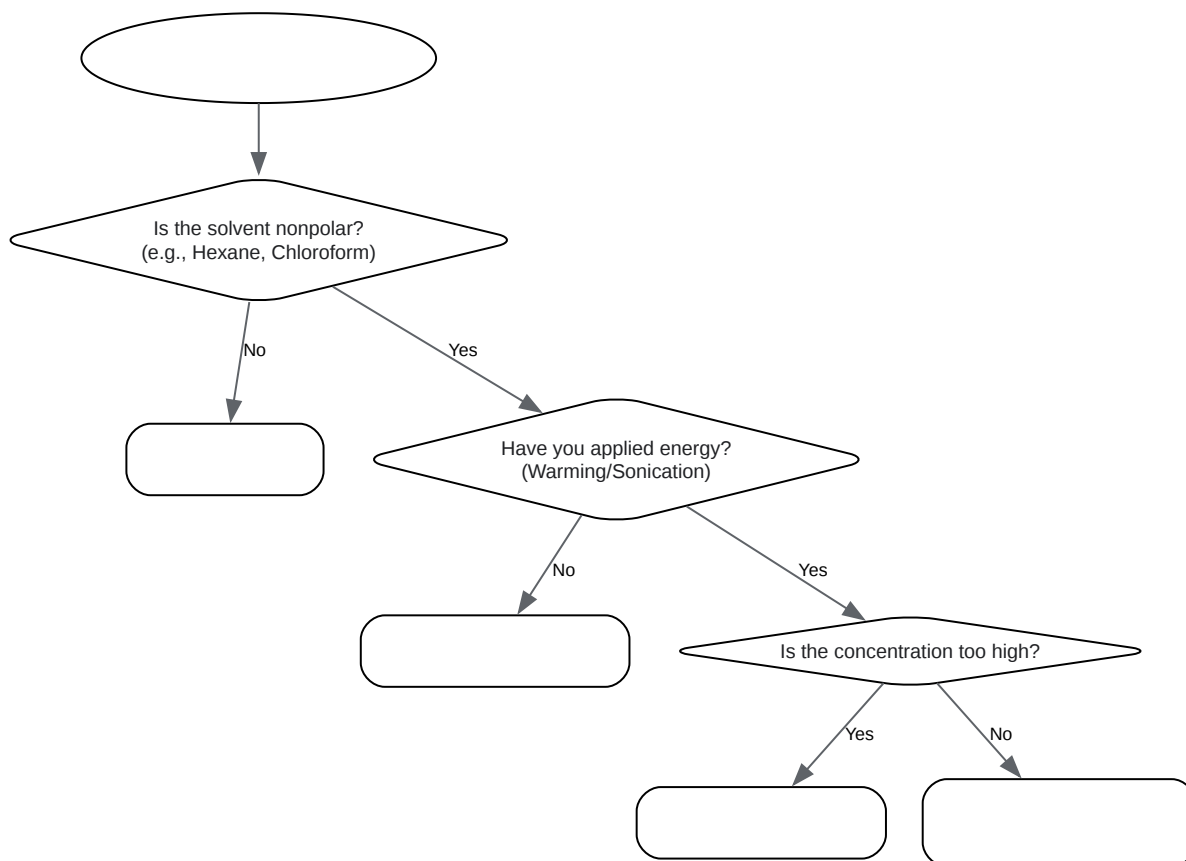 Is the solvent nonpolar?
(e.g., Hexane, Chloroform)
No
Yes
Have you applied energy?
(Warming/Sonication)
No
Yes
Is the concentration too high?
Yes
No